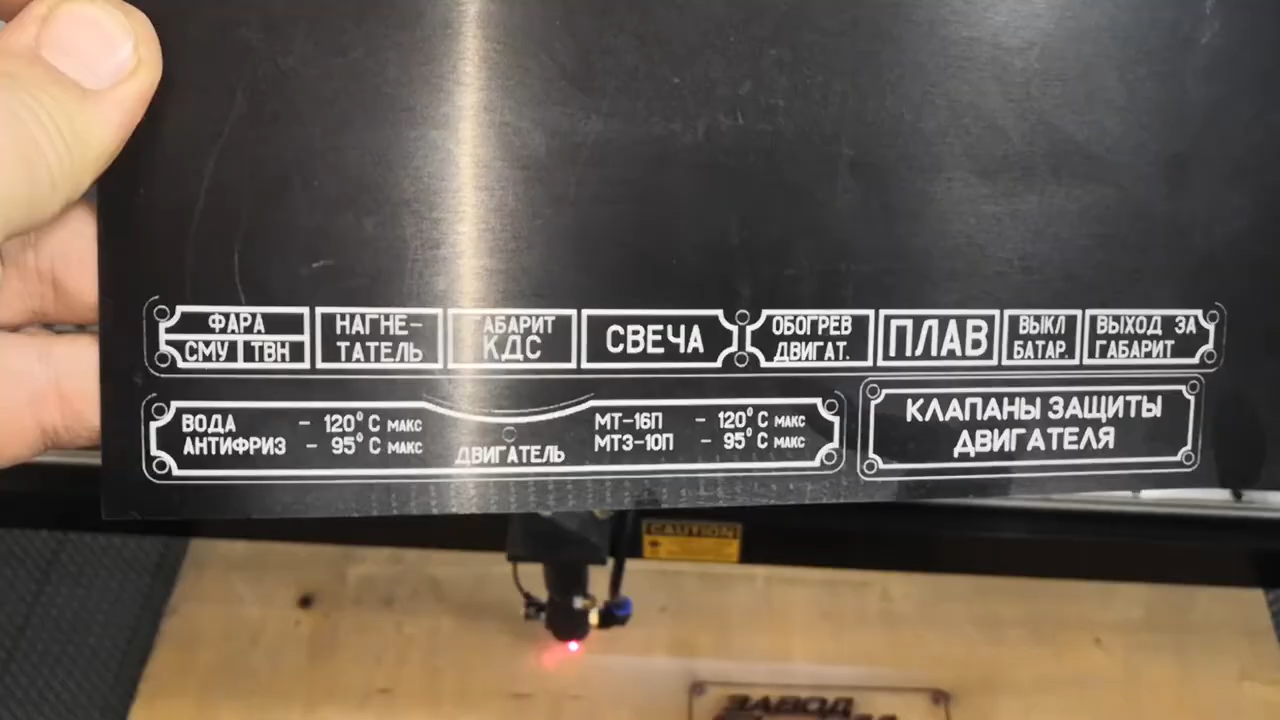 ФАРА
СМУ ТВН
НАГНЕ-
ТАТЕЛЬ
ГАБАРИТ
КДС
СВЕЧА
ОБОГРЕВ
ДВИГАТ.
ПЛАВ
ВЫКЛ
БАТАР.
ВЫХОД ЗА
ГАБАРИТ
ВОДА - 120° С МАКС
АНТИФРИЗ - 95° С МАКС
ДВИГАТЕЛЬ
МТ-16П - 120° С МАКС
МТЗ-10П - 95° С МАКС
КЛАПАНЫ ЗАЩИТЫ
ДВИГАТЕЛЯ
CAUTION
ЗАВОД